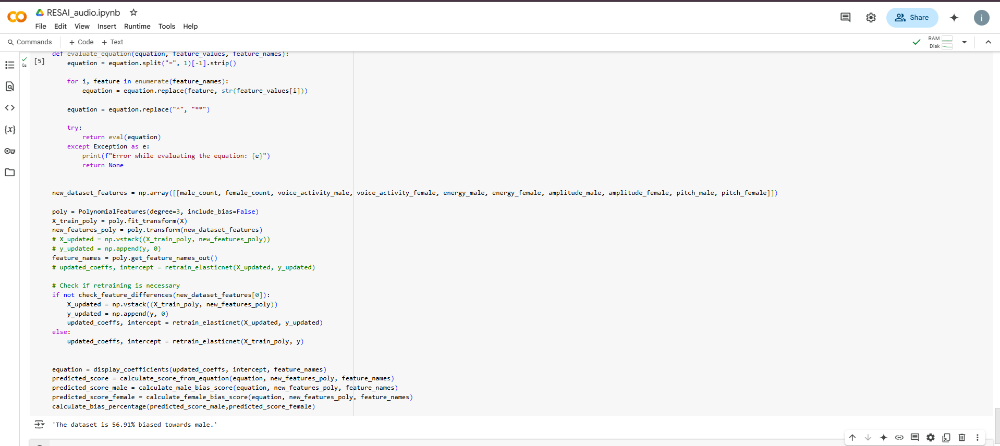 RESAI_audio.ipynb
File Edit View Insert Runtime Tools Help
Share
i
Commands + Code + Text
RAM
Disk
[5]
0s
def evaluate_equation(equation, feature_values, feature_names):
    equation = equation.split("=", 1)[-1].strip()
    for i, feature in enumerate(feature_names):
        equation = equation.replace(feature, str(feature_values[i]))
    equation = equation.replace("^", "**")
    try:
        return eval(equation)
    except Exception as e:
        print(f"Error while evaluating the equation: {e}")
        return None
new_dataset_features = np.array([[male_count, female_count, voice_activity_male, voice_activity_female, energy_male, energy_female, amplitude_male, amplitude_female, pitch_male, pitch_female]])
poly = PolynomialFeatures(degree=3, include_bias=False)
X_train_poly = poly.fit_transform(X)
new_features_poly = poly.transform(new_dataset_features)
# X_updated = np.vstack((X_train_poly, new_features_poly))
# y_updated = np.append(y, 0)
feature_names = poly.get_feature_names_out()
# updated_coeffs, intercept = retrain_elasticnet(X_updated, y_updated)
# Check if retraining is necessary
if not check_feature_differences(new_dataset_features[0]):
    X_updated = np.vstack((X_train_poly, new_features_poly))
    y_updated = np.append(y, 0)
    updated_coeffs, intercept = retrain_elasticnet(X_updated, y_updated)
else:
    updated_coeffs, intercept = retrain_elasticnet(X_train_poly, y)
equation = display_coefficients(updated_coeffs, intercept, feature_names)
predicted_score = calculate_score_from_equation(equation, new_features_poly, feature_names)
predicted_score_male = calculate_male_bias_score(equation, new_features_poly, feature_names)
predicted_score_female = calculate_female_bias_score(equation, new_features_poly, feature_names)
calculate_bias_percentage(predicted_score_male,predicted_score_female)
'The dataset is 56.91% biased towards male.'